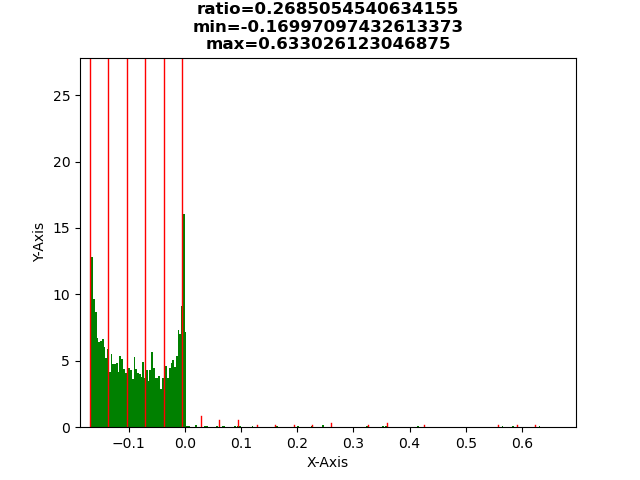 ratio=0.2685054540634155
min=-0.16997097432613373
max=0.633026123046875
25
20
15
10
5
0
Y-Axis
−0.1 0.0 0.1 0.2 0.3 0.4 0.5 0.6
X-Axis